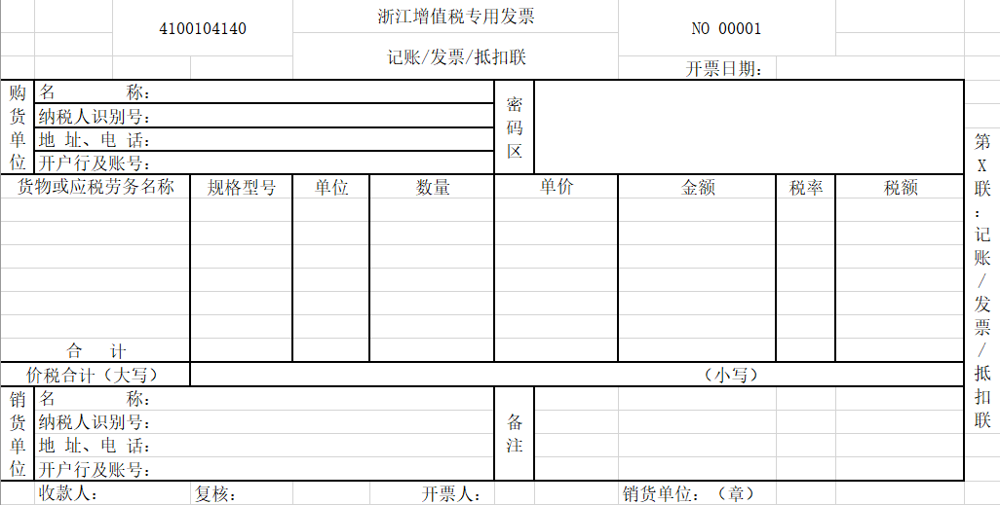 浙江增值税专用发票
4100104140
NO 00001
记账/发票/抵扣联
开票日期：
购货单位
名 称：
纳税人识别号：
地 址、电 话：
开户行及账号：
密码区
货物或应税劳务名称 规格型号 单位 数量 单价 金额 税率 税额
合 计
价税合计（大写） （小写）
销货单位
名 称：
纳税人识别号：
地 址、电 话：
开户行及账号：
备注
收款人： 复核： 开票人： 销货单位：（章）
第X联：记账/发票/抵扣联